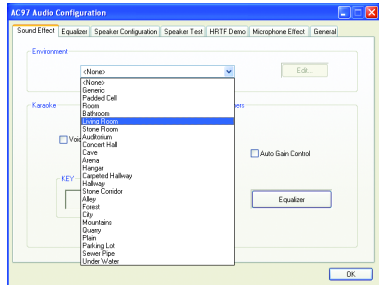 AC97 Audio Configuration
Sound Effect Equalizer Speaker Configuration Speaker Test HRTF Demo Microphone Effect General
Environment
<None>
Edit...
<None>
Generic
Padded Cell
Room
Bathroom
Living Room
Stone Room
Auditorium
Concert Hall
Cave
Arena
Hangar
Carpeted Hallway
Hallway
Stone Corridor
Alley
Forest
City
Mountains
Quarry
Plain
Parking Lot
Sewer Pipe
Under Water
Karaoke
KEY
Auto Gain Control
Equalizer
OK